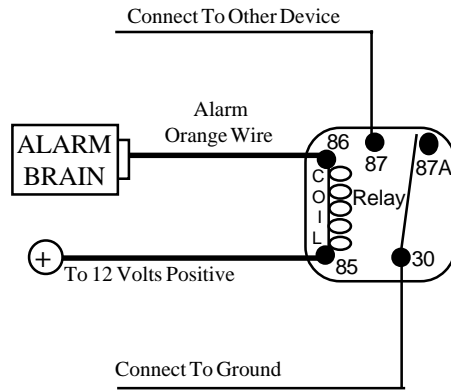 Connect To Other Device
Alarm
Orange Wire
ALARM
BRAIN
86
87
87A
C
O
I
L
Relay
+
To 12 Volts Positive
85
30
Connect To Ground